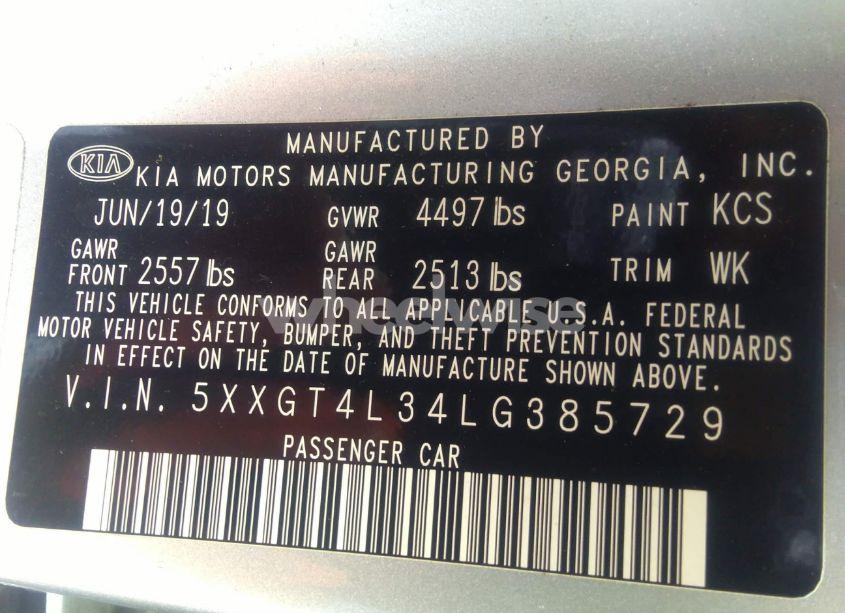 MANUFACTURED BY
KIA KIA MOTORS MANUFACTURING GEORGIA, INC.
JUN/19/19 GVWR 4497 lbs PAINT KCS
GAWR FRONT 2557 lbs GAWR REAR 2513 lbs TRIM WK
THIS VEHICLE CONFORMS TO ALL APPLICABLE U.S.A. FEDERAL
MOTOR VEHICLE SAFETY, BUMPER, AND THEFT PREVENTION STANDARDS
IN EFFECT ON THE DATE OF MANUFACTURE SHOWN ABOVE.
V.I.N. 5XXGT4L34LG385729
PASSENGER CAR
wheelwise